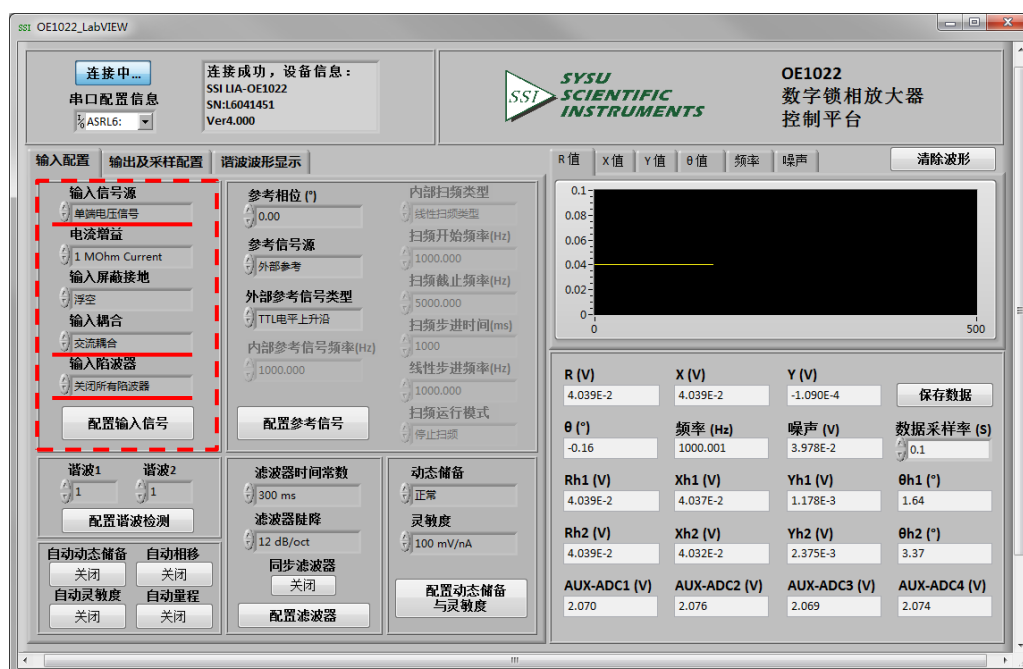 SSI OE1022_LabVIEW
连接中...
串口配置信息
ASRL6:
连接成功，设备信息：
SSI LIA-OE1022
SN:L6041451
Ver4.000
SSI
SYSU
SCIENTIFIC
INSTRUMENTS
OE1022
数字锁相放大器
控制平台
输入配置 输出及采样配置 谐波波形显示
输入信号源
单端电压信号
电流增益
1 MOhm Current
输入屏蔽接地
浮空
输入耦合
交流耦合
输入陷波器
关闭所有陷波器
配置输入信号
参考相位 (°)
0.00
参考信号源
外部参考
外部参考信号类型
TTL电平上升沿
内部参考信号频率(Hz)
1000.000
配置参考信号
内部扫频类型
线性扫频类型
扫频开始频率(Hz)
1000.000
扫频截止频率(Hz)
5000.000
扫频步进时间(ms)
1000
线性步进频率(Hz)
1000.000
扫频运行模式
停止扫频
谐波1 谐波2
1 1
配置谐波检测
自动动态储备 自动相移
关闭 关闭
自动灵敏度 自动量程
关闭 关闭
滤波器时间常数
300 ms
滤波器陡降
12 dB/oct
同步滤波器
关闭
配置滤波器
动态储备
正常
灵敏度
100 mV/nA
配置动态储备
与灵敏度
R值 X值 Y值 θ值 频率 噪声 清除波形
0.1
0.08
0.06
0.04
0.02
0
0 500
R (V) X (V) Y (V)
4.039E-2 4.039E-2 -1.090E-4 保存数据
θ (°) 频率 (Hz) 噪声 (V) 数据采样率 (S)
-0.16 1000.001 3.978E-2 0.1
Rh1 (V) Xh1 (V) Yh1 (V) θh1 (°)
4.039E-2 4.037E-2 1.178E-3 1.64
Rh2 (V) Xh2 (V) Yh2 (V) θh2 (°)
4.039E-2 4.032E-2 2.375E-3 3.37
AUX-ADC1 (V) AUX-ADC2 (V) AUX-ADC3 (V) AUX-ADC4 (V)
2.070 2.076 2.069 2.074